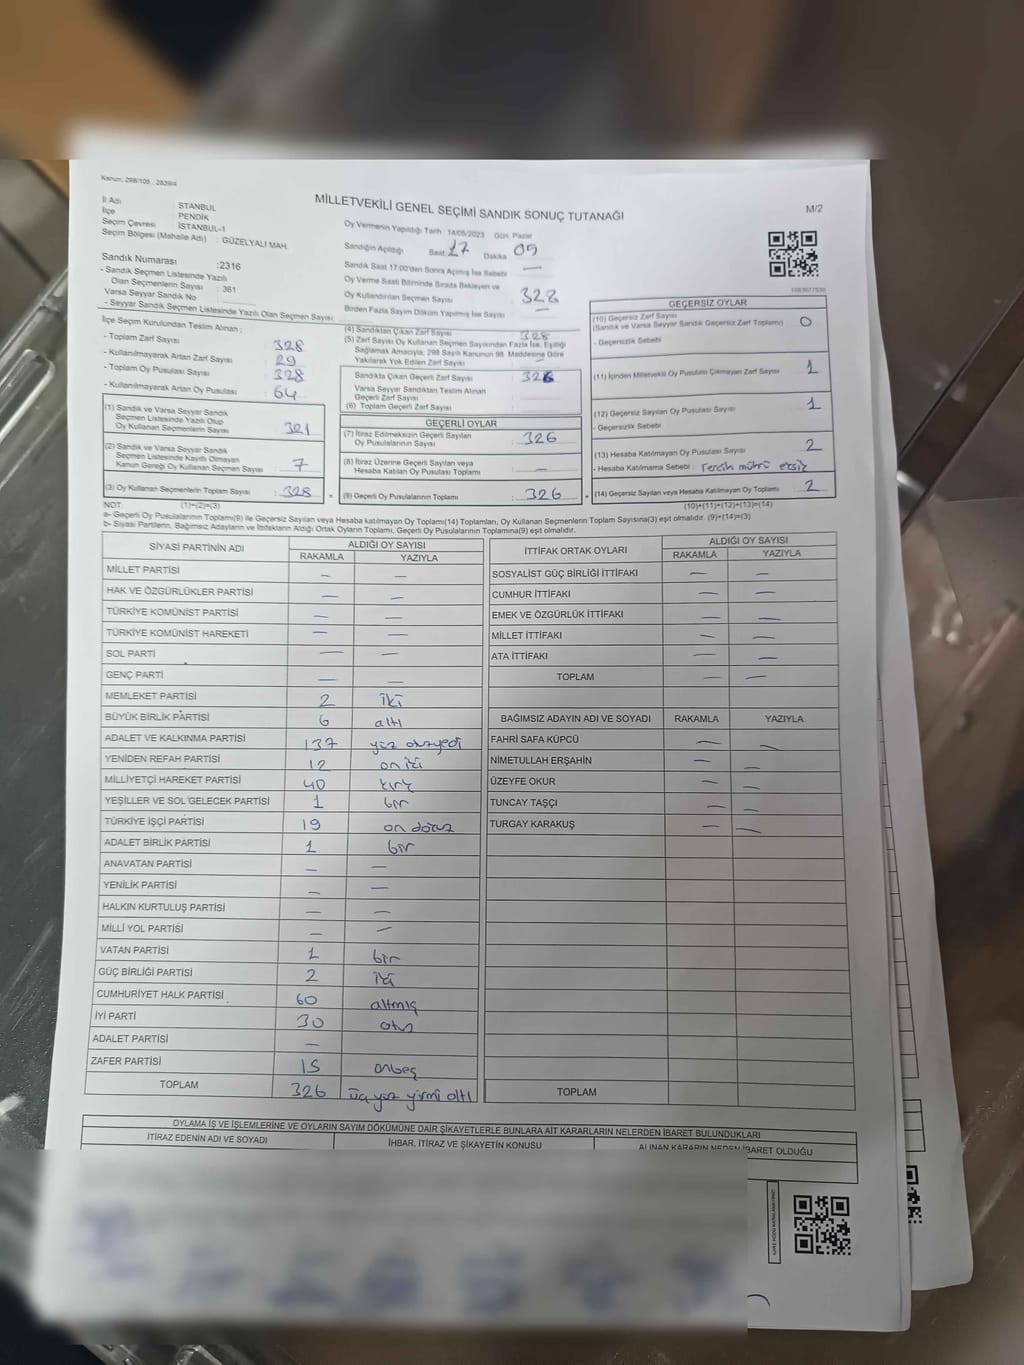 Kanun: 298/105 , 2839/4
MİLLETVEKİLİ GENEL SEÇİMİ SANDIK SONUÇ TUTANAĞI
M/2
İl Adı : STANBUL
İlçe : PENDİK
Seçim Çevresi : İSTANBUL-1
Seçim Bölgesi (Mahalle Adı) : GÜZELYALI MAH.
Sandık Numarası :2316
- Sandık Seçmen Listesinde Yazılı
Olan Seçmenlerin Sayısı : 361
Varsa Seyyar Sandık No
- Seyyar Sandık Seçmen Listesinde Yazılı Olan Seçmen Sayısı:
Oy Vermenin Yapıldığı Tarih : 14/05/2023 Gün: Pazar
Sandığın Açıldığı Saat 17 Dakika 05
Sandık Saat 17:00'den Sonra Açılmış İse Sebebi —
Oy Verme Saati Bitiminde Sırada Bekleyen ve
Oy Kullandırılan Seçmen Sayısı 328
Birden Fazla Sayım Döküm Yapılmış İse Sayısı —
İlçe Seçim Kurulundan Teslim Alınan ;
- Toplam Zarf Sayısı 328
- Kullanılmayarak Artan Zarf Sayısı 29
- Toplam Oy Pusulası Sayısı 328
- Kullanılmayarak Artan Oy Pusulası 64
(1) Sandık ve Varsa Seyyar Sandık
Seçmen Listesinde Yazılı Olup
Oy Kullanan Seçmenlerin Sayısı : 321
(2) Sandık ve Varsa Seyyar Sandık
Seçmen Listesinde Kayıtlı Olmayan
Kanun Gereği Oy Kullanan Seçmen Sayısı : 7
(3) Oy Kullanan Seçmenlerin Toplam Sayısı : 328
(1)+(2)=(3)
(4) Sandıktan Çıkan Zarf Sayısı : 328
(5) Zarf Sayısı Oy Kullanan Seçmen Sayısından Fazla İse, Eşitliği
Sağlamak Amacıyla, 298 Sayılı Kanunun 98. Maddesine Göre
Yakılarak Yok Edilen Zarf Sayısı
Sandıkta Çıkan Geçerli Zarf Sayısı : 326
Varsa Seyyar Sandıktan Teslim Alınan
Geçerli Zarf Sayısı
(6) Toplam Geçerli Zarf Sayısı
GEÇERLİ OYLAR
(7) İtiraz Edilmeksizin Geçerli Sayılan
Oy Pusulalarının Sayısı : 326
(8) İtiraz Üzerine Geçerli Sayılan veya
Hesaba Katılan Oy Pusulası Toplamı : —
(9) Geçerli Oy Pusulalarının Toplamı : 326
GEÇERSİZ OYLAR
(10) Geçersiz Zarf Sayısı
(Sandık ve Varsa Seyyar Sandık Geçersiz Zarf Toplamı) : 0
- Geçersizlik Sebebi
(11) İçinden Milletvekili Oy Pusulası Çıkmayan Zarf Sayısı : 1
(12) Geçersiz Sayılan Oy Pusulası Sayısı : 1
- Geçersizlik Sebebi
(13) Hesaba Katılmayan Oy Pusulası Sayısı : 2
- Hesaba Katılmama Sebebi : Tercih mührü eksiz
(14) Geçersiz Sayılan veya Hesaba Katılmayan Oy Toplamı : 2
(10)+(11)+(12)+(13)=(14)
NOT:
a- Geçerli Oy Pusulalarının Toplamı(9) ile Geçersiz Sayılan veya Hesaba katılmayan Oy Toplamı(14) Toplamları, Oy Kullanan Seçmenlerin Toplam Sayısına(3) eşit olmalıdır. (9)+(14)=(3)
b- Siyasi Partilerin, Bağımsız Adayların ve İttifakların Aldığı Ortak Oyların Toplamı, Geçerli Oy Pusulalarının Toplamına(9) eşit olmalıdır.
SİYASİ PARTİNİN ADI ALDIĞI OY SAYISI
RAKAMLA YAZIYLA
MİLLET PARTİSİ — —
HAK VE ÖZGÜRLÜKLER PARTİSİ — —
TÜRKİYE KOMÜNİST PARTİSİ — —
TÜRKİYE KOMÜNİST HAREKETİ — —
SOL PARTİ — —
GENÇ PARTİ — —
MEMLEKET PARTİSİ 2 iki
BÜYÜK BİRLİK PARTİSİ 6 altı
ADALET VE KALKINMA PARTİSİ 137 yüz otuzyedi
YENİDEN REFAH PARTİSİ 12 on iki
MİLLİYETÇİ HAREKET PARTİSİ 40 kırk
YEŞİLLER VE SOL GELECEK PARTİSİ 1 bir
TÜRKİYE İŞÇİ PARTİSİ 19 on dokuz
ADALET BİRLİK PARTİSİ 1 bir
ANAVATAN PARTİSİ — —
YENİLİK PARTİSİ — —
HALKIN KURTULUŞ PARTİSİ — —
MİLLİ YOL PARTİSİ — —
VATAN PARTİSİ 1 bir
GÜÇ BİRLİĞİ PARTİSİ 2 iki
CUMHURİYET HALK PARTİSİ 60 altmış
İYİ PARTİ 30 otuz
ADALET PARTİSİ —
ZAFER PARTİSİ 15 onbeş
TOPLAM 326 üç yüz yirmi altı
İTTİFAK ORTAK OYLARI ALDIĞI OY SAYISI
RAKAMLA YAZIYLA
SOSYALİST GÜÇ BİRLİĞİ İTTİFAKI — —
CUMHUR İTTİFAKI — —
EMEK VE ÖZGÜRLÜK İTTİFAKI — —
MİLLET İTTİFAKI — —
ATA İTTİFAKI — —
TOPLAM — —
BAĞIMSIZ ADAYIN ADI VE SOYADI RAKAMLA YAZIYLA
FAHRİ SAFA KÜPCÜ — —
NİMETULLAH ERŞAHİN — —
ÜZEYFE OKUR — —
TUNCAY TAŞÇI — —
TURGAY KARAKUŞ — —
TOPLAM
OYLAMA İŞ VE İŞLEMLERİNE VE OYLARIN SAYIM DÖKÜMÜNE DAİR ŞİKAYETLERLE BUNLARA AİT KARARLARIN NELERDEN İBARET BULUNDUKLARI
İTİRAZ EDENİN ADI VE SOYADI İHBAR, İTİRAZ VE ŞİKAYETİN KONUSU ALINAN KARARIN NEDEN İBARET OLDUĞU